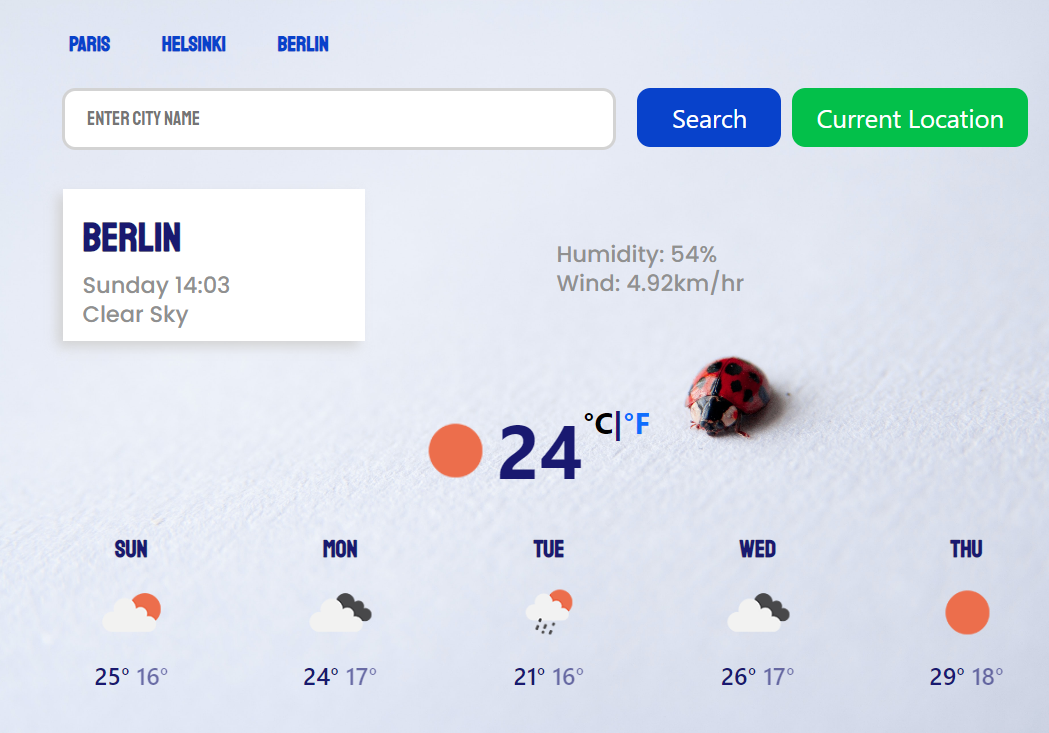 PARIS HELSINKI BERLIN
ENTER CITY NAME Search Current Location
BERLIN
Sunday 14:03
Clear Sky
Humidity: 54%
Wind: 4.92km/hr
24 °C|°F
SUN MON TUE WED THU
25° 16° 24° 17° 21° 16° 26° 17° 29° 18°